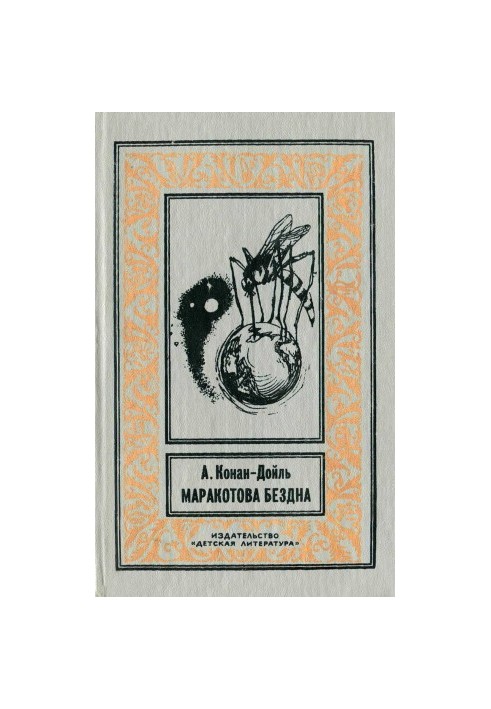 А. Конан-Дойль
МАРАКОТОВА БЕЗДНА
ИЗДАТЕЛЬСТВО
«ДЕТСКАЯ ЛИТЕРАТУРА»